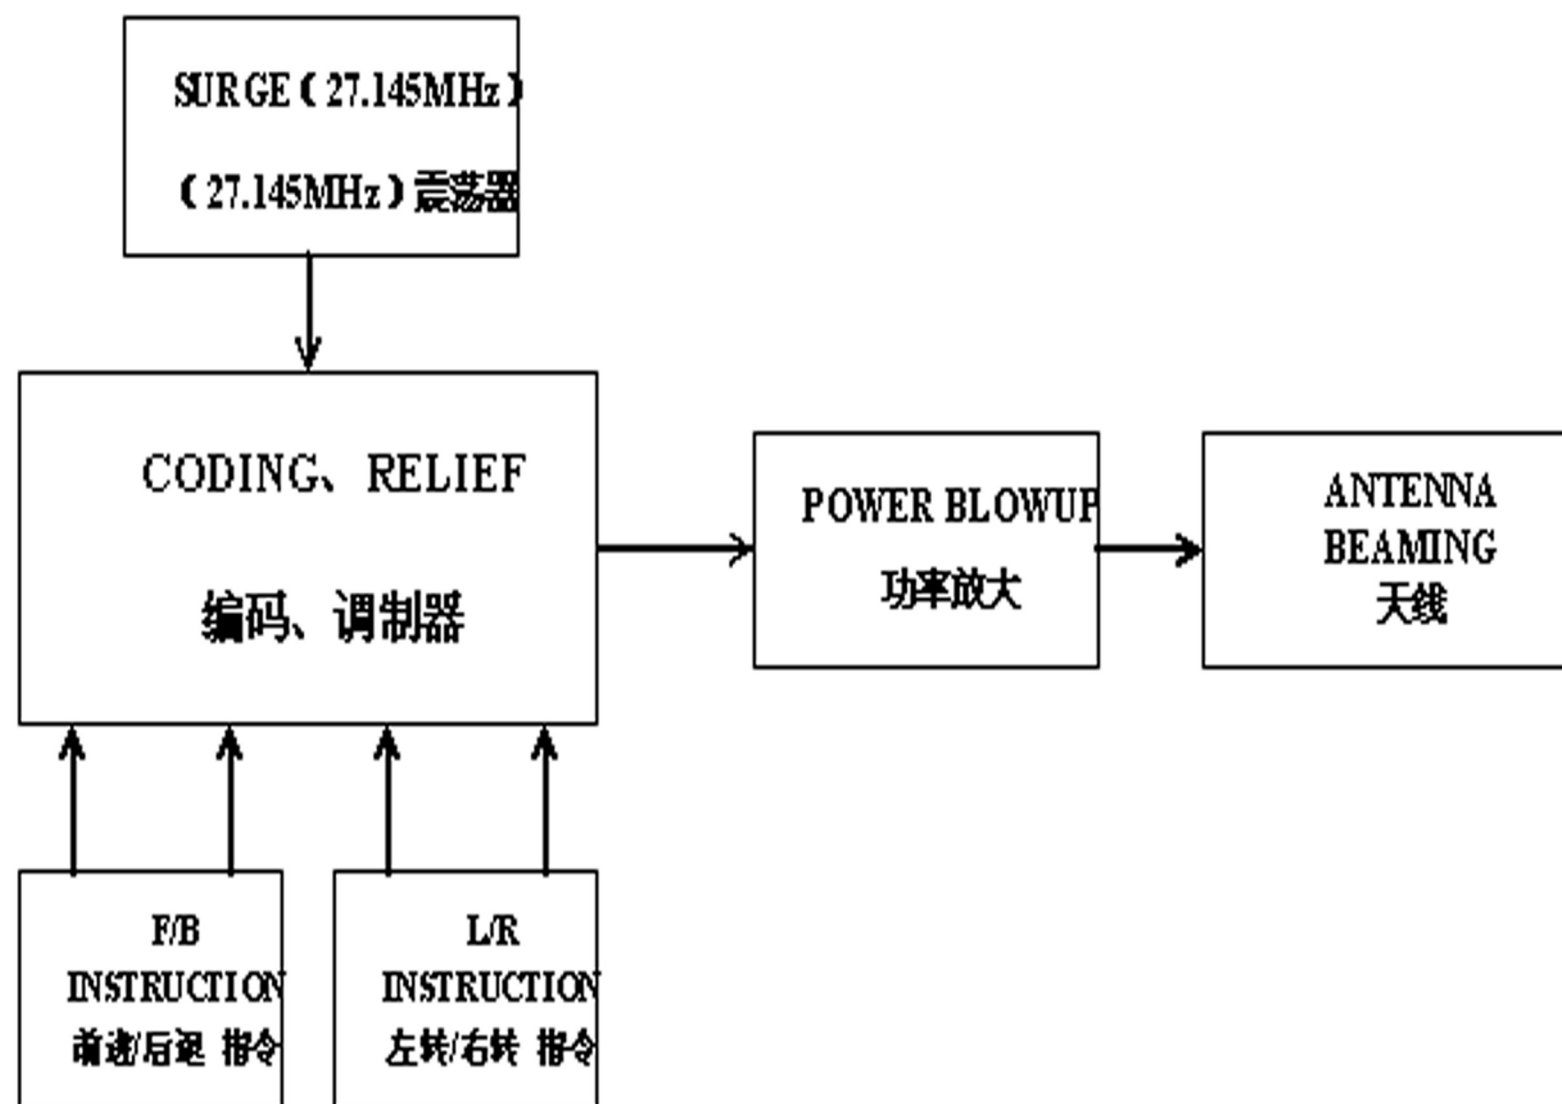 SURGE（27.145MHz）
（27.145MHz）震荡器
CODING、RELIEF
编码、调制器
POWER BLOWUP
功率放大
ANTENNA
BEAMING
天线
F/B
INSTRUCTION
前进/后退 指令
L/R
INSTRUCTION
左转/右转 指令